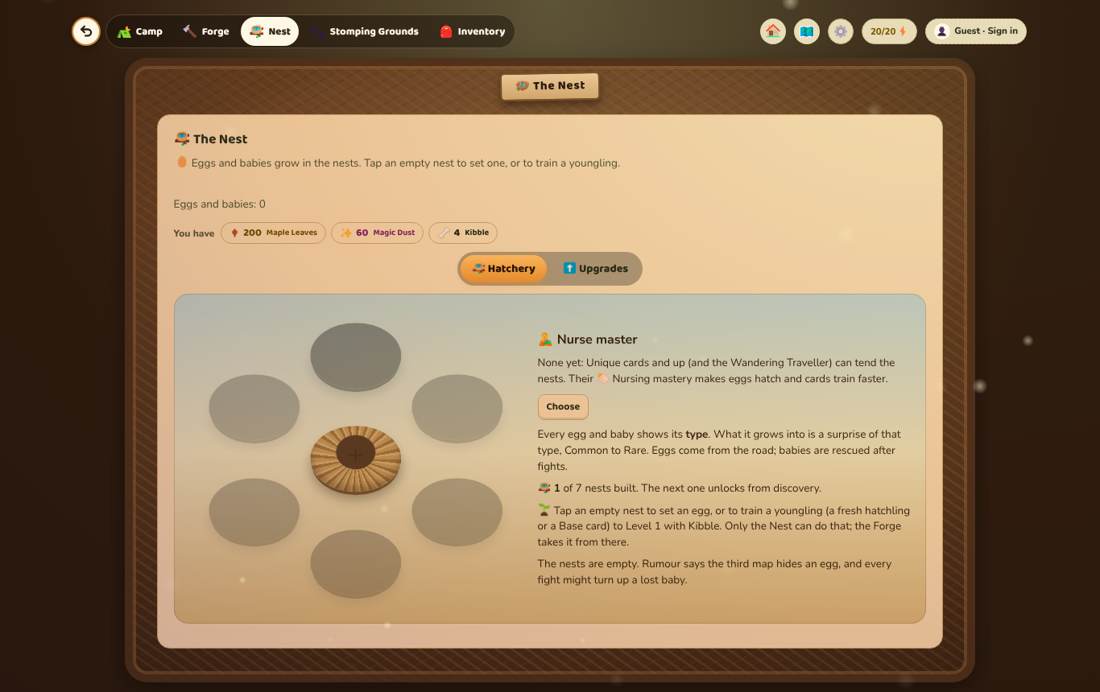 Camp
Forge
Nest
Stomping Grounds
Inventory
20/20
Guest · Sign in
The Nest
The Nest
Eggs and babies grow in the nests. Tap an empty nest to set one, or to train a youngling.
Eggs and babies: 0
You have
200 Maple Leaves
60 Magic Dust
4 Kibble
Hatchery
Upgrades
Nurse master
None yet: Unique cards and up (and the Wandering Traveller) can tend the
nests. Their Nursing mastery makes eggs hatch and cards train faster.
Choose
Every egg and baby shows its type. What it grows into is a surprise of that
type, Common to Rare. Eggs come from the road; babies are rescued after
fights.
1 of 7 nests built. The next one unlocks from discovery.
Tap an empty nest to set an egg, or to train a youngling (a fresh hatchling
or a Base card) to Level 1 with Kibble. Only the Nest can do that; the Forge
takes it from there.
The nests are empty. Rumour says the third map hides an egg, and every
fight might turn up a lost baby.